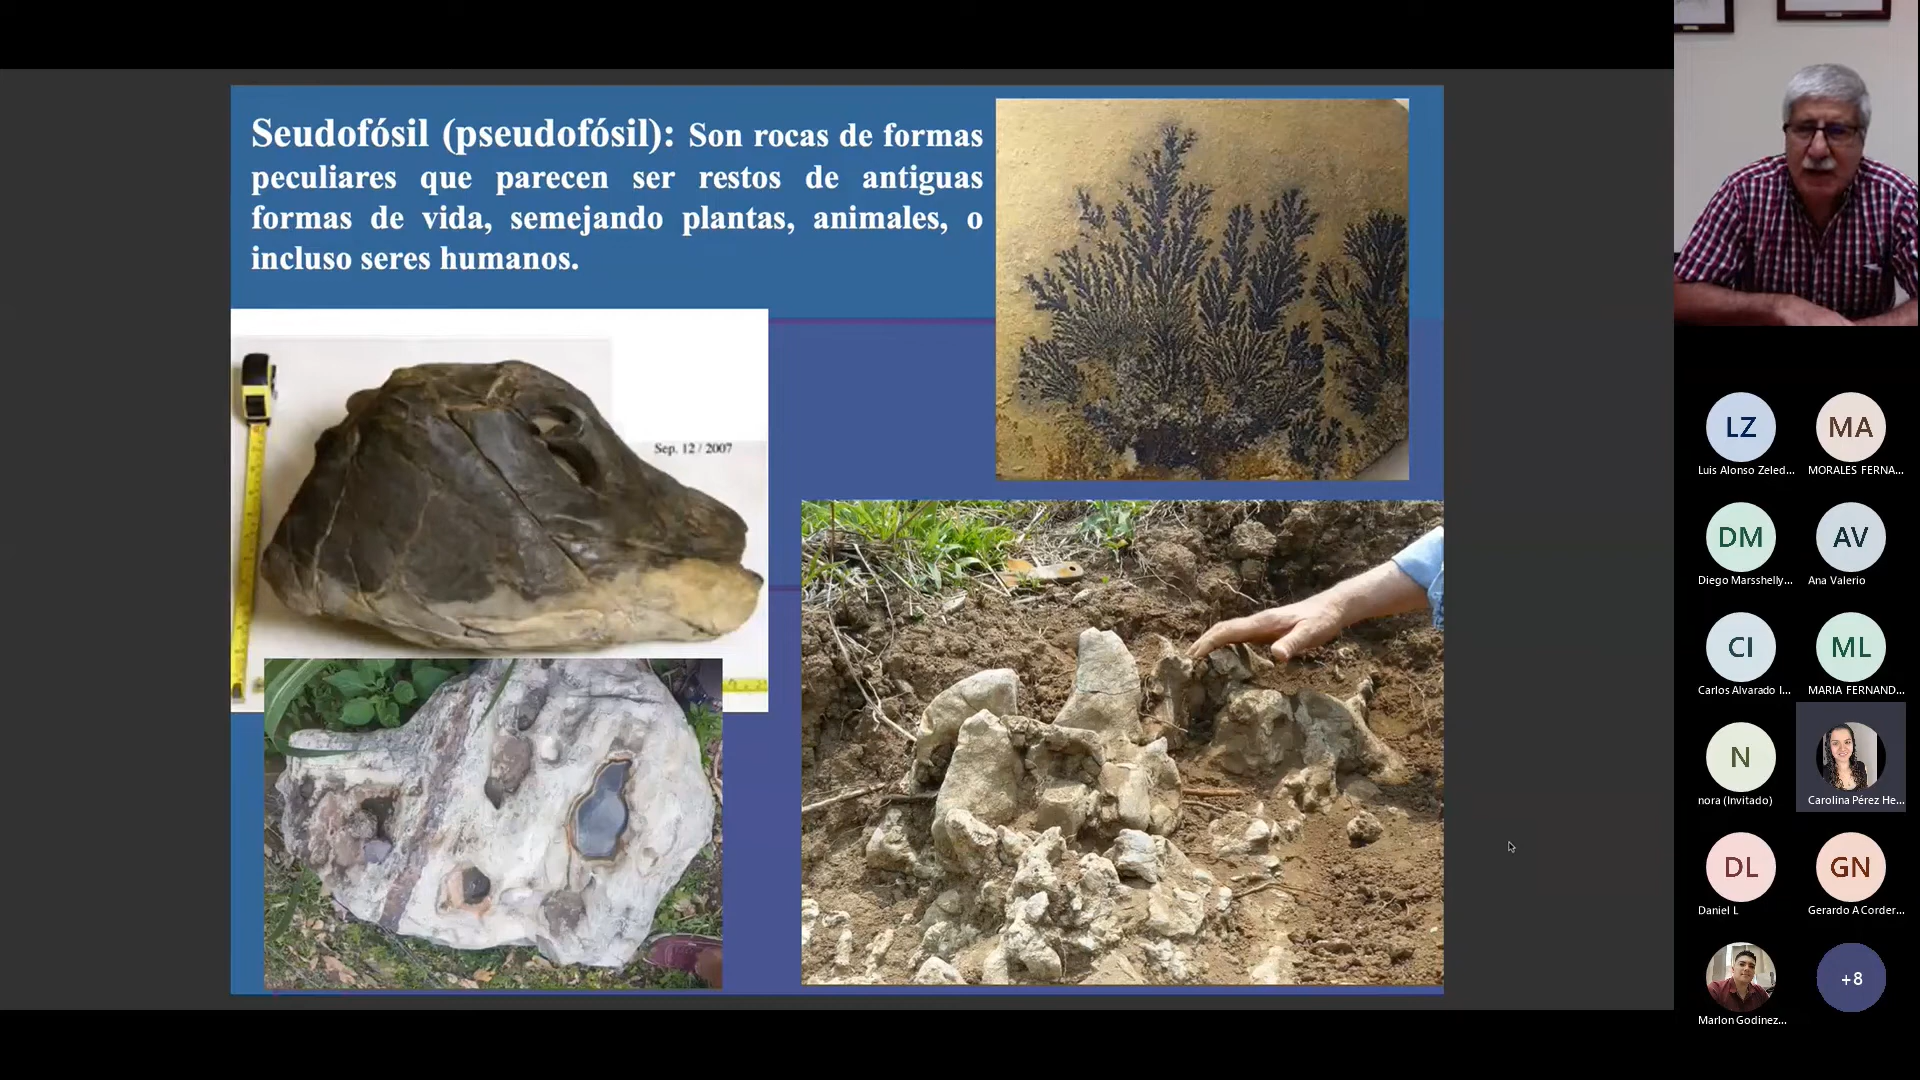 Seudofósil (pseudofósil): Son rocas de formas
peculiares que parecen ser restos de antiguas
formas de vida, semejando plantas, animales, o
incluso seres humanos.
Sep. 12 / 2007
LZ
Luis Alonso Zeled...
MA
MORALES FERNA...
DM
Diego Marsshelly...
AV
Ana Valerio
CI
Carlos Alvarado I...
ML
MARIA FERNAND...
N
nora (Invitado)
Carolina Pérez He...
DL
Daniel L
GN
Gerardo A Corder...
Marlon Godinez...
+8